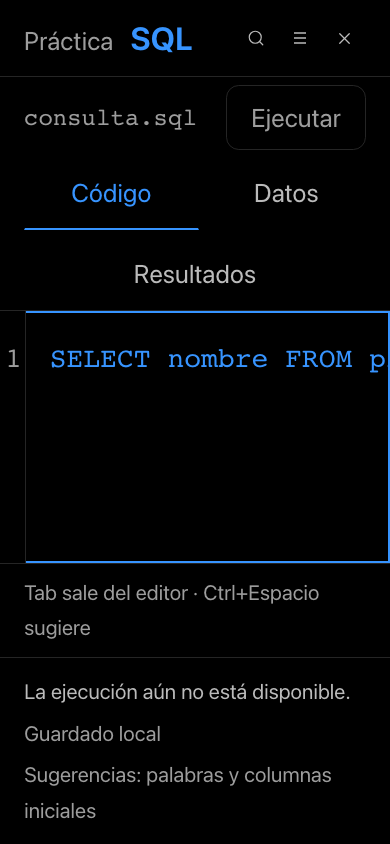 Práctica SQL
consulta.sql Ejecutar
Código Datos
Resultados
1 SELECT nombre FROM p
Tab sale del editor · Ctrl+Espacio
sugiere
La ejecución aún no está disponible.
Guardado local
Sugerencias: palabras y columnas
iniciales